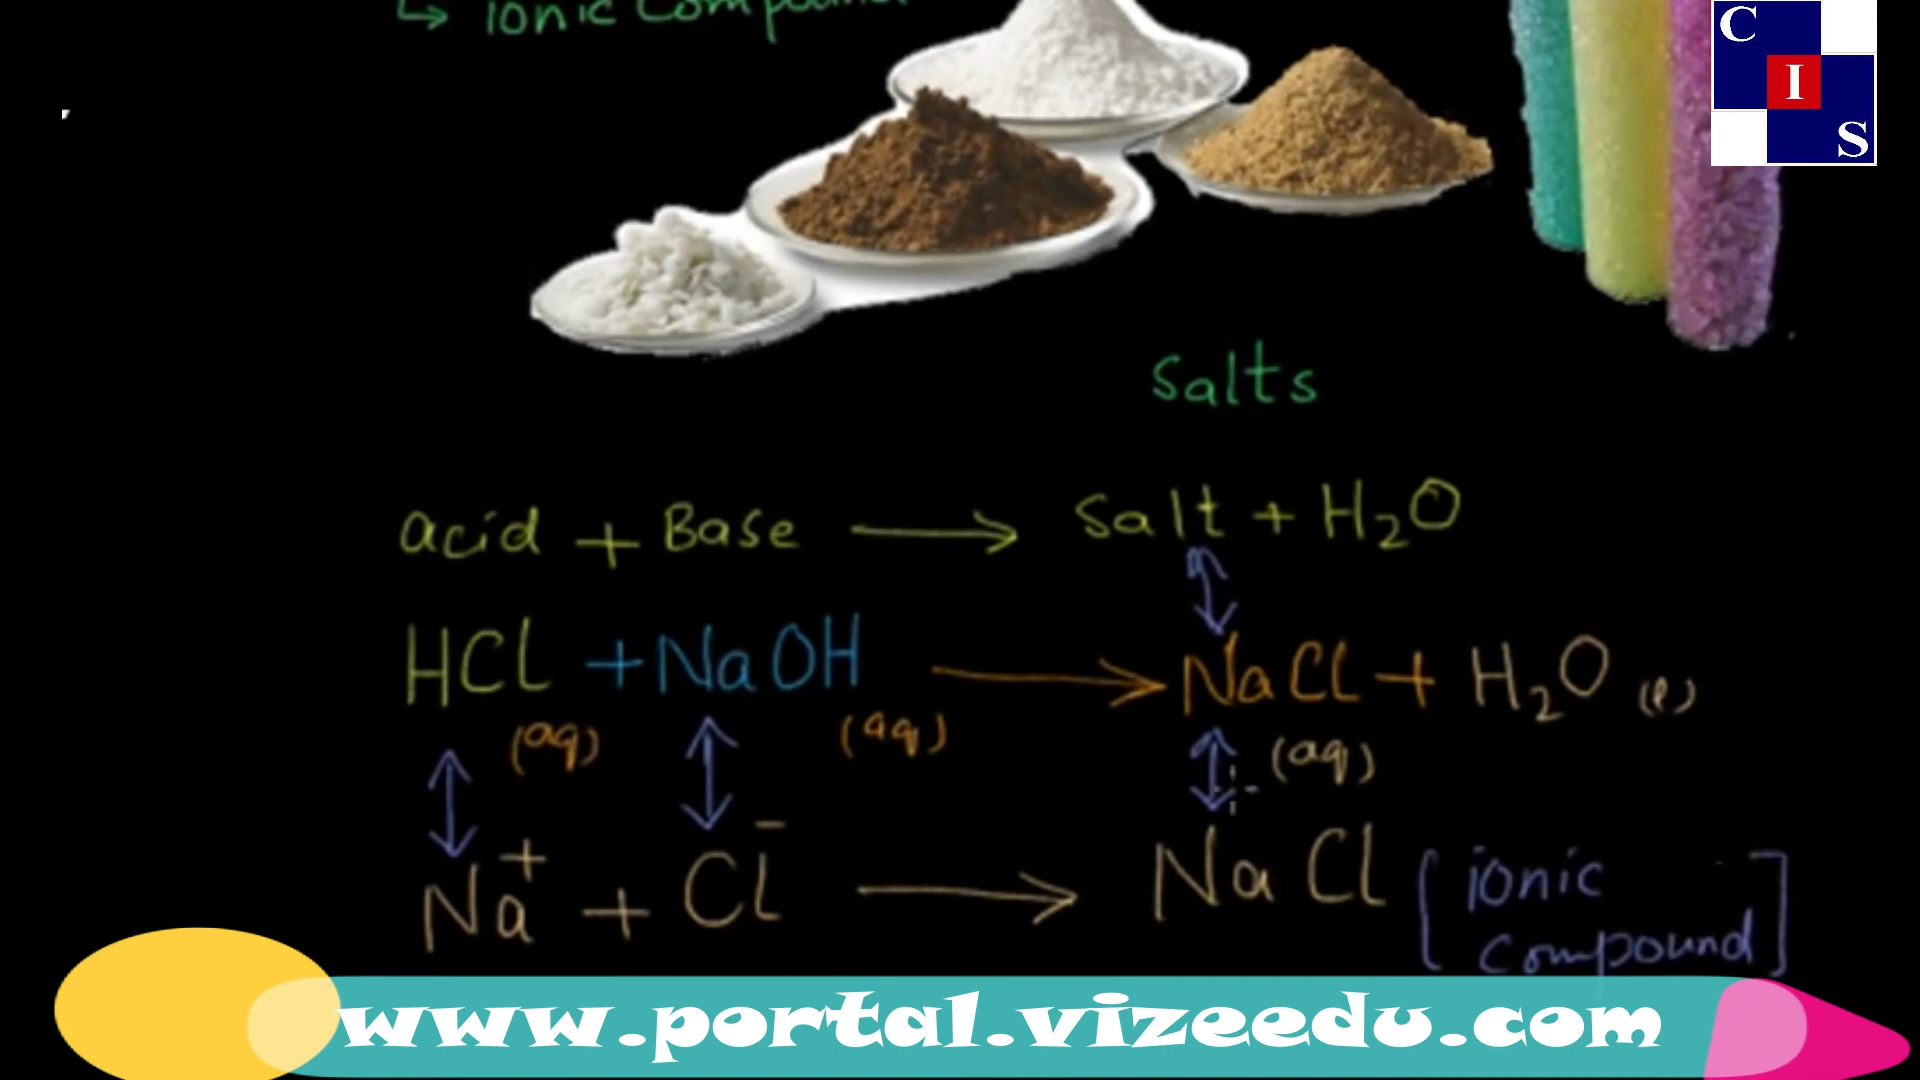 ↳ ionic compound
C
I
S
Salts
acid + Base ⟶ Salt + H₂O
HCl + NaOH ⟶ NaCl + H₂O (l)
(aq) (aq) (aq)
Na⁺ + Cl⁻ ⟶ NaCl [ionic
compound]
www.portal.vizeedu.com